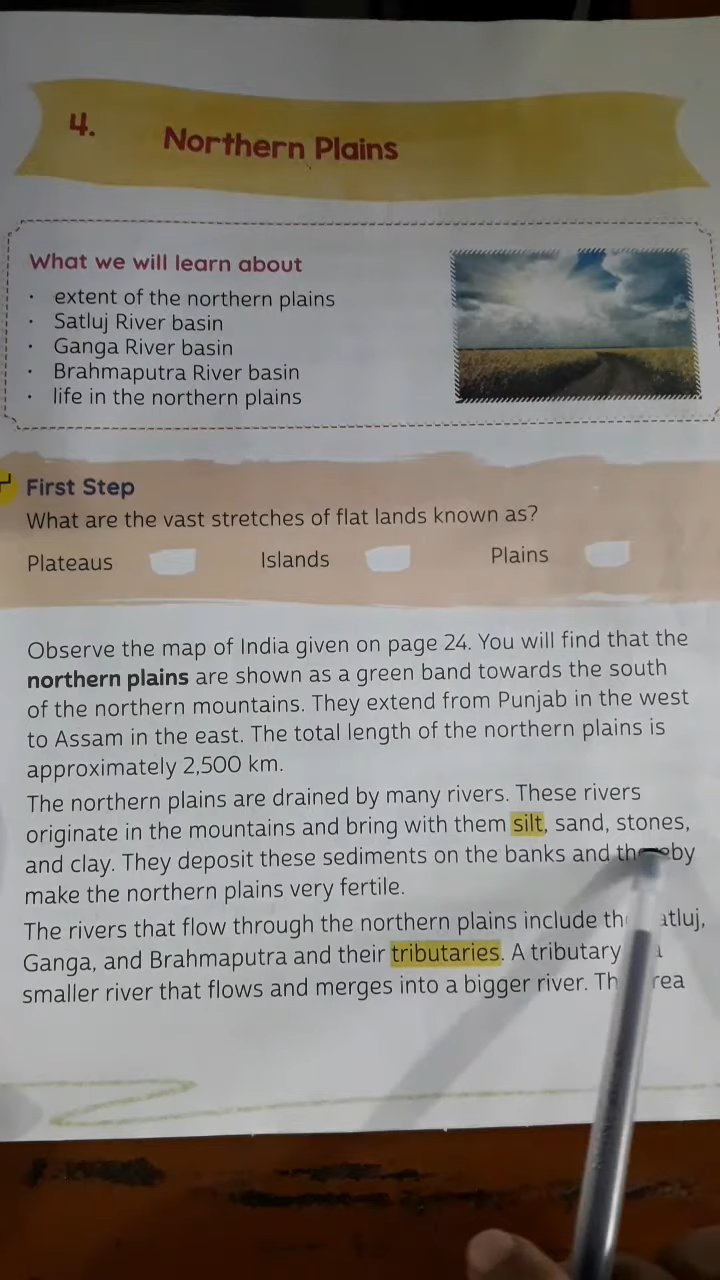 4. Northern Plains
What we will learn about
· extent of the northern plains
· Satluj River basin
· Ganga River basin
· Brahmaputra River basin
· life in the northern plains
First Step
What are the vast stretches of flat lands known as?
Plateaus Islands Plains
Observe the map of India given on page 24. You will find that the
northern plains are shown as a green band towards the south
of the northern mountains. They extend from Punjab in the west
to Assam in the east. The total length of the northern plains is
approximately 2,500 km.
The northern plains are drained by many rivers. These rivers
originate in the mountains and bring with them silt, sand, stones,
and clay. They deposit these sediments on the banks and thereby
make the northern plains very fertile.
The rivers that flow through the northern plains include the Satluj,
Ganga, and Brahmaputra and their tributaries. A tributary
smaller river that flows and merges into a bigger river. The area